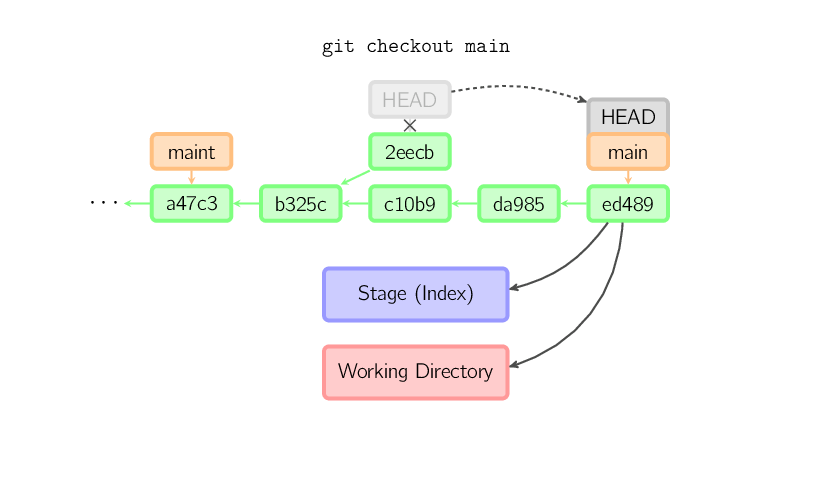 git checkout main
HEAD
HEAD
maint
2eecb
main
...
a47c3
b325c
c10b9
da985
ed489
Stage (Index)
Working Directory